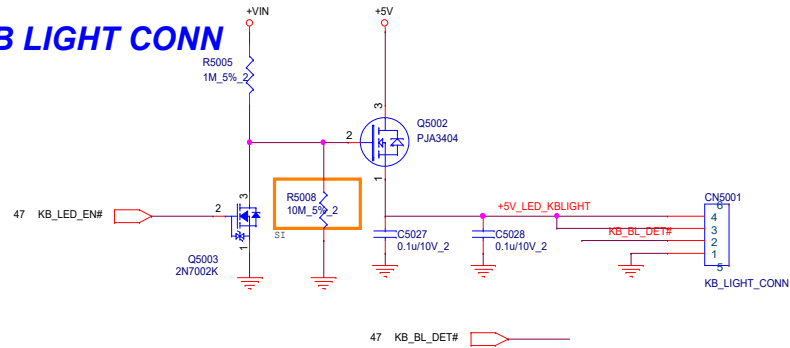 B LIGHT CONN
+VIN
+5V
R5005
1M_5%_2
3
Q5002
2
PJA3404
1
3
R5008
10M_5%_2
SI
47 KB_LED_EN#
2
1
Q5003
2N7002K
+5V_LED_KBLIGHT
CN5001
6
4
3
KB_BL_DET#
2
1
5
KB_LIGHT_CONN
C5027
0.1u/10V_2
C5028
0.1u/10V_2
47 KB_BL_DET#